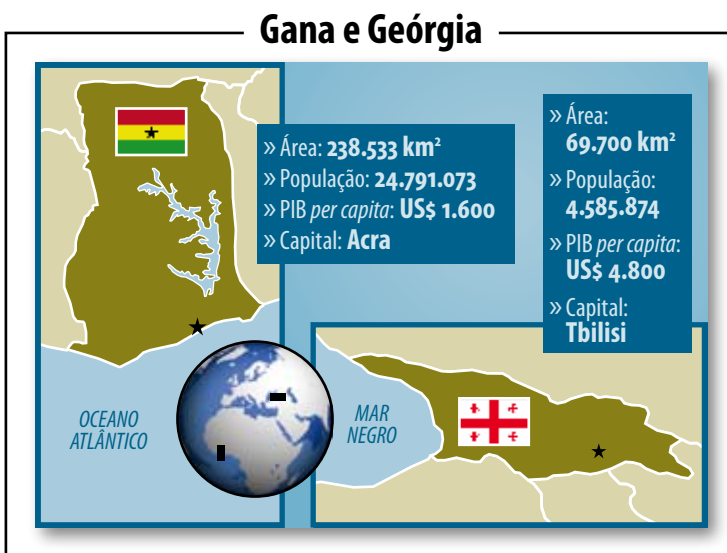 Gana e Geórgia
» Área: 238.533 km²
» População: 24.791.073
» PIB per capita: US$ 1.600
» Capital: Acra
» Área:
69.700 km²
» População:
4.585.874
» PIB per capita:
US$ 4.800
» Capital:
Tbilisi
OCEANO
ATLÂNTICO
MAR
NEGRO